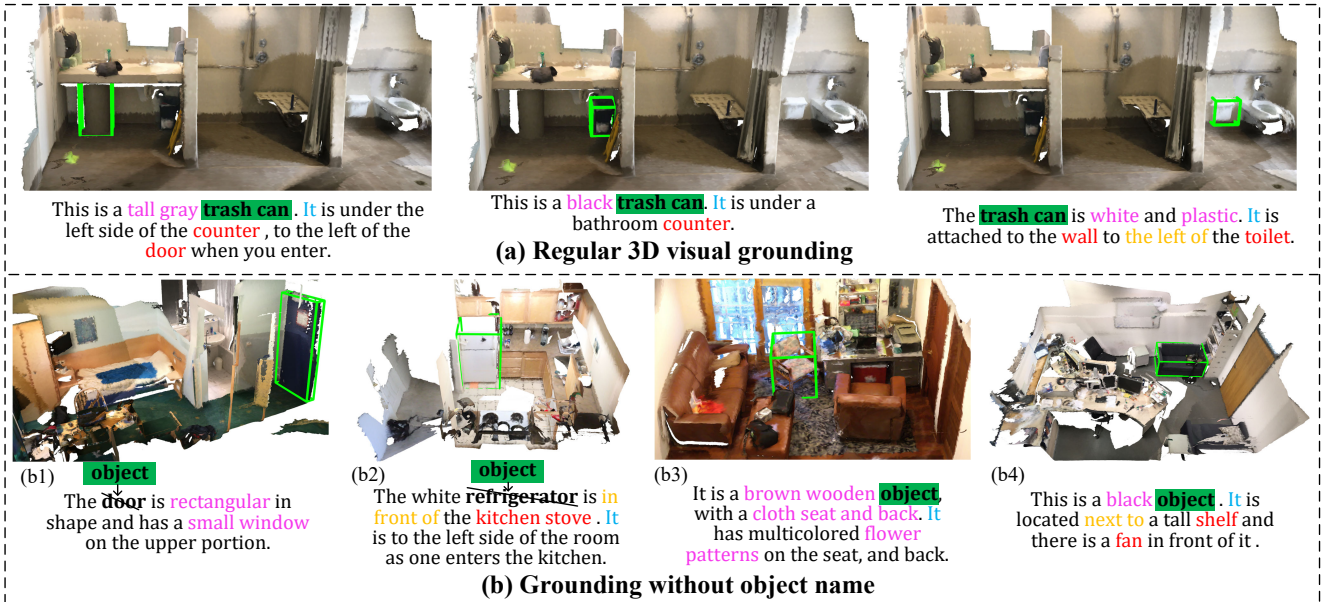 This is a tall gray trash can . It is under the
left side of the counter , to the left of the
door when you enter.
This is a black trash can. It is under a
bathroom counter.
The trash can is white and plastic. It is
attached to the wall to the left of the toilet.
(a) Regular 3D visual grounding
(b1)
object
The door is rectangular in
shape and has a small window
on the upper portion.
(b2)
object
The white refrigerator is in
front of the kitchen stove . It
is to the left side of the room
as one enters the kitchen.
(b3)
It is a brown wooden object,
with a cloth seat and back. It
has multicolored flower
patterns on the seat, and back.
(b4)
This is a black object . It is
located next to a tall shelf and
there is a fan in front of it .
(b) Grounding without object name